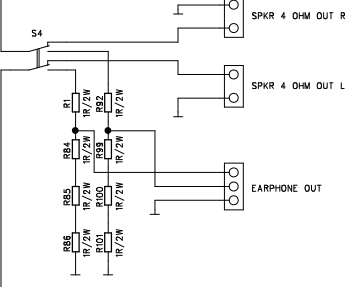 SPKR 4 OHM OUT R
S4
SPKR 4 OHM OUT L
R1
1R/2W
R92
1R/2W
R84
1R/2W
R99
1R/2W
EARPHONE OUT
R85
1R/2W
R100
1R/2W
R86
1R/2W
R101
1R/2W